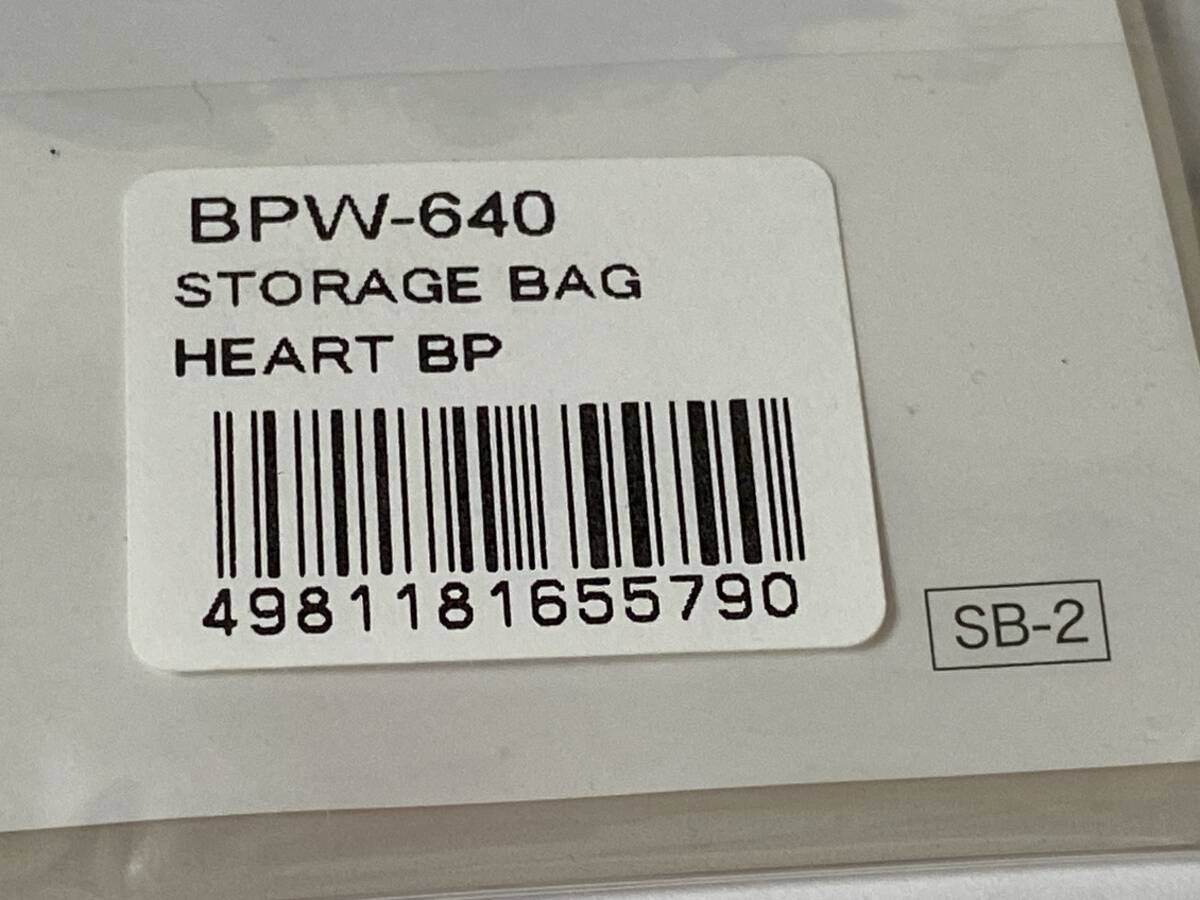 BPW-640
STORAGE BAG
HEART BP
4981181655790
SB-2